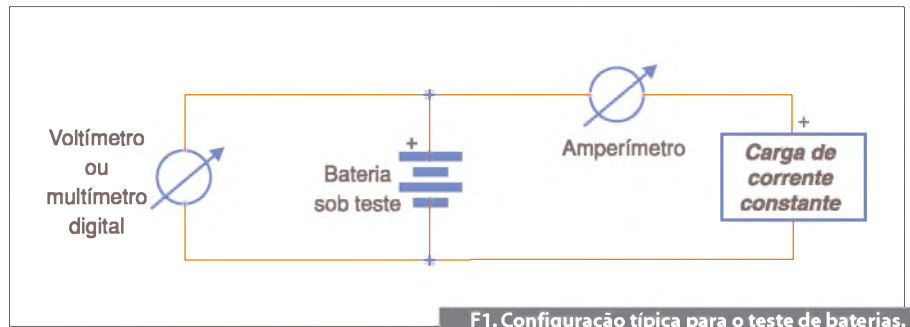 Voltímetro
ou
multímetro
digital
+
Bateria
sob teste
Amperímetro
+
Carga de
corrente
constante
F1. Configuração típica para o teste de baterias.